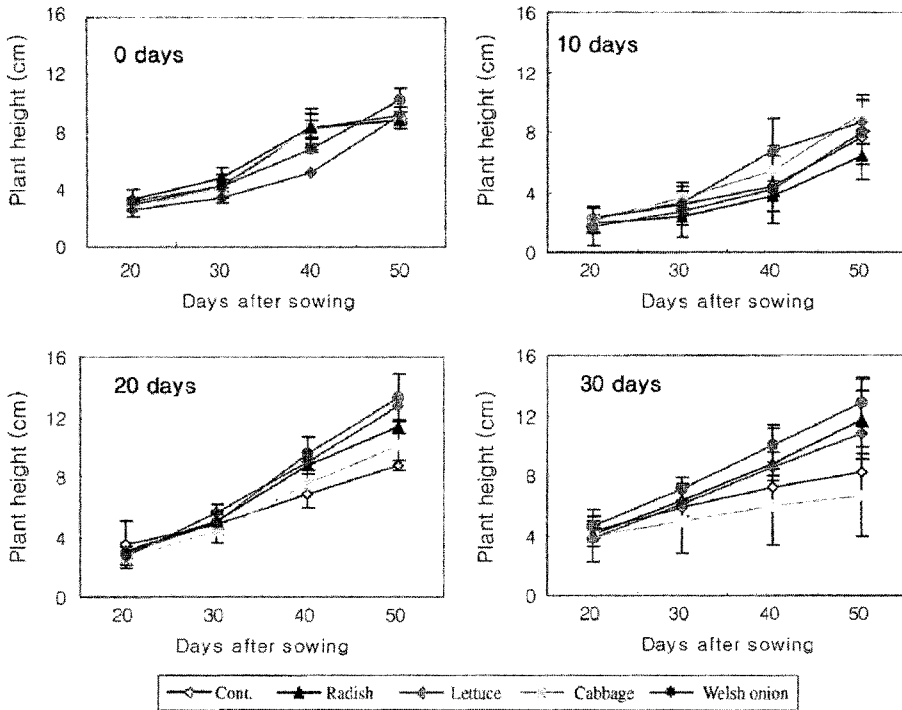 16
12
8
4
0
Plant height (cm)
0 days
20 30 40 50
Days after sowing
16
12
8
4
0
Plant height (cm)
10 days
20 30 40 50
Days after sowing
16
12
8
4
0
Plant height (cm)
20 days
20 30 40 50
Days after sowing
16
12
8
4
0
Plant height (cm)
30 days
20 30 40 50
Days after sowing
Cont. Radish Lettuce Cabbage Welsh onion